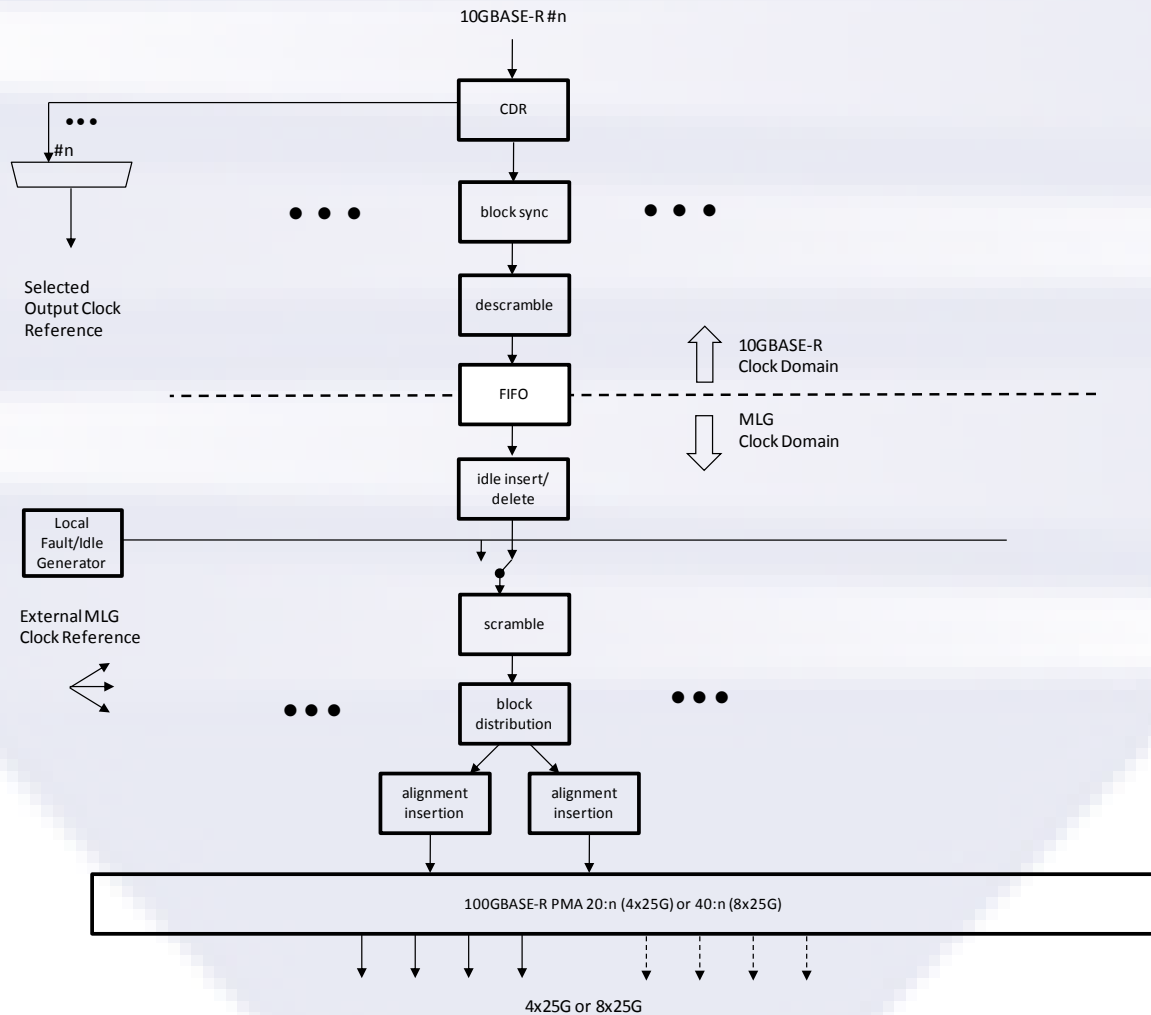 10GBASE-R #n
CDR
#n
block sync
Selected
Output Clock
Reference
descramble
10GBASE-R
Clock Domain
FIFO
MLG
Clock Domain
idle insert/
delete
Local
Fault/Idle
Generator
External MLG
Clock Reference
scramble
block
distribution
alignment
insertion
alignment
insertion
100GBASE-R PMA 20:n (4x25G) or 40:n (8x25G)
4x25G or 8x25G